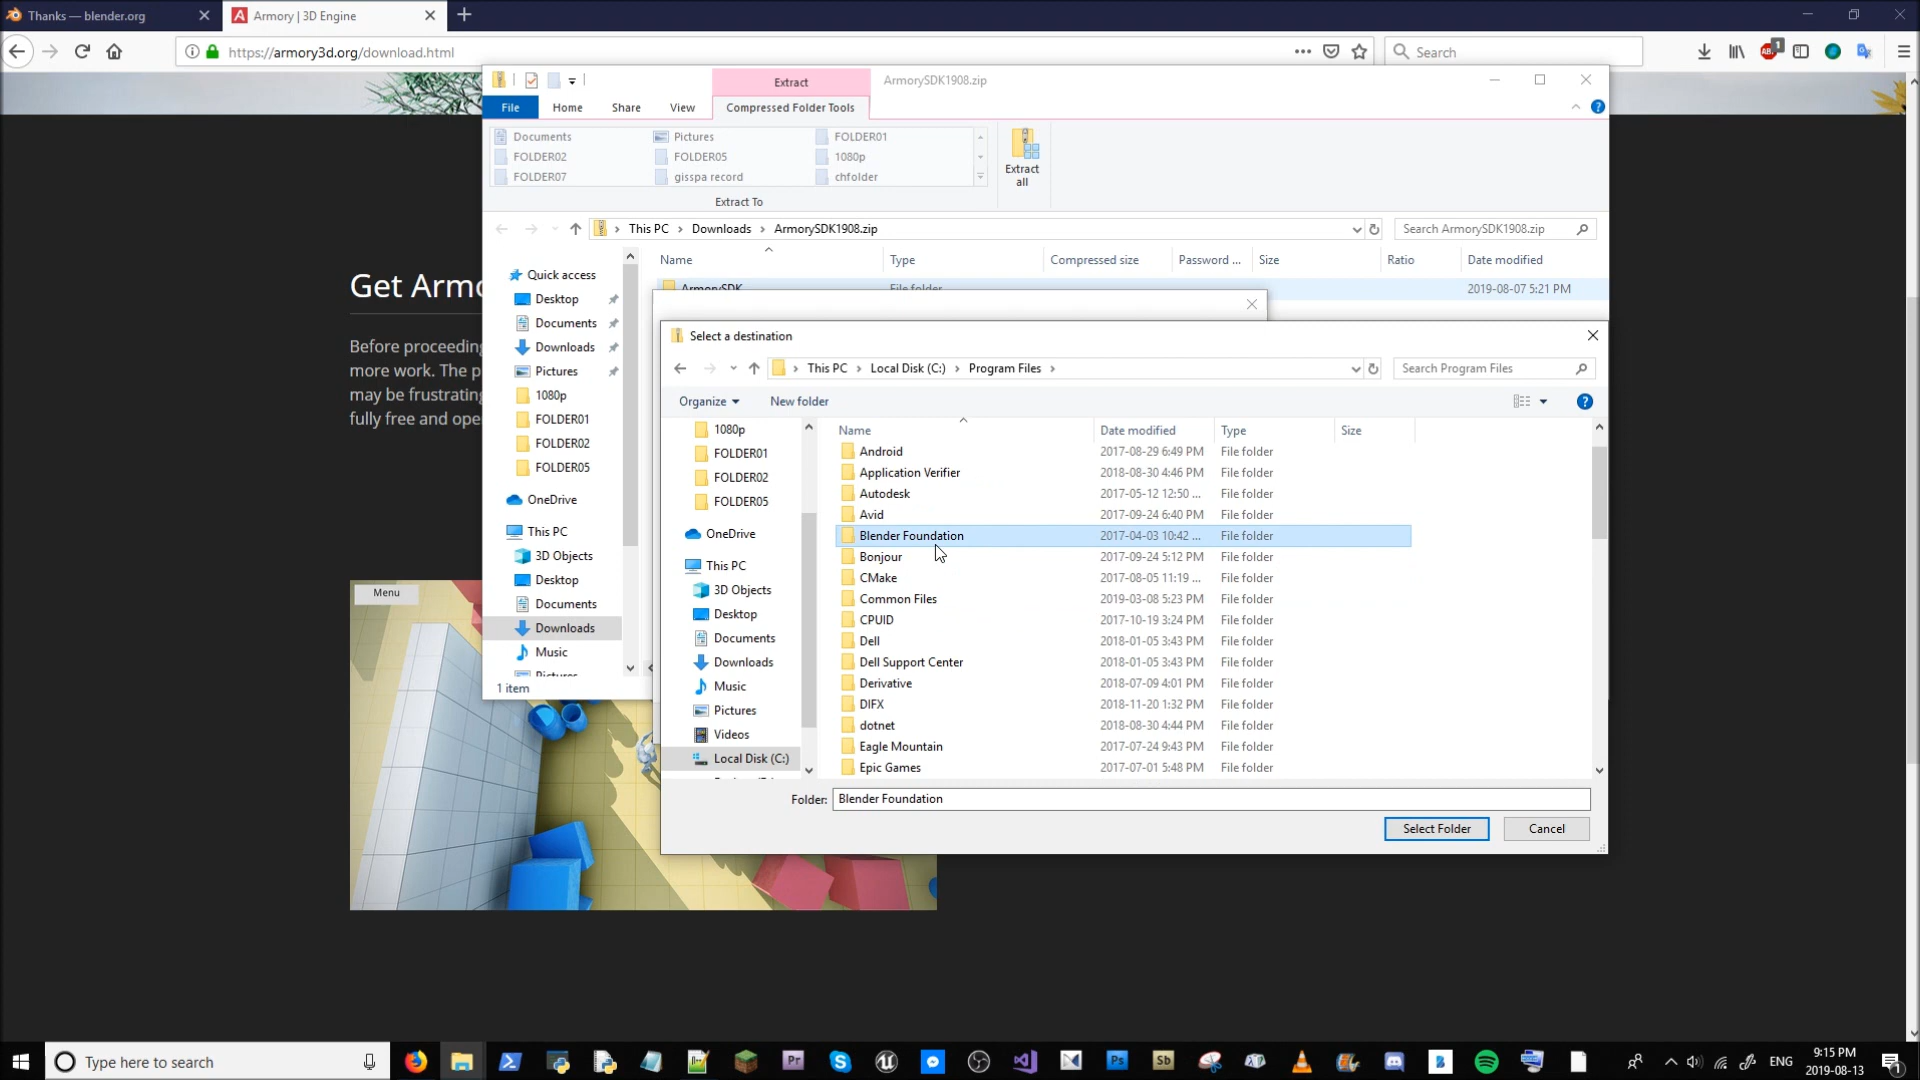 Thanks — blender.org
Armory | 3D Engine
https://armory3d.org/download.html
Search
1
Extract
ArmorySDK1908.zip
File
Home
Share
View
Compressed Folder Tools
Documents
Pictures
FOLDER01
FOLDER02
FOLDER05
1080p
FOLDER07
gisspa record
chfolder
Extract To
Extract
all
This PC
Downloads
ArmorySDK1908.zip
Search ArmorySDK1908.zip
Name
Type
Compressed size
Password ...
Size
Ratio
Date modified
ArmorySDK
File folder
2019-08-07 5:21 PM
Quick access
Desktop
Documents
Downloads
Pictures
1080p
FOLDER01
FOLDER02
FOLDER05
OneDrive
This PC
3D Objects
Desktop
Documents
Downloads
Music
Pictures
1 item
Get Armo
Before proceeding
more work. The p
may be frustrating
fully free and ope
Menu
Select a destination
This PC
Local Disk (C:)
Program Files
Search Program Files
Organize
New folder
1080p
FOLDER01
FOLDER02
FOLDER05
OneDrive
This PC
3D Objects
Desktop
Documents
Downloads
Music
Pictures
Videos
Local Disk (C:)
Name
Date modified
Type
Size
Android 2017-08-29 6:49 PM File folder
Application Verifier 2018-08-30 4:46 PM File folder
Autodesk 2017-05-12 12:50 ... File folder
Avid 2017-09-24 6:40 PM File folder
Blender Foundation 2017-04-03 10:42 ... File folder
Bonjour 2017-09-24 5:12 PM File folder
CMake 2017-08-05 11:19 ... File folder
Common Files 2019-03-08 5:23 PM File folder
CPUID 2017-10-19 3:24 PM File folder
Dell 2018-01-05 3:43 PM File folder
Dell Support Center 2018-01-05 3:43 PM File folder
Derivative 2018-07-09 4:01 PM File folder
DIFX 2018-11-20 1:32 PM File folder
dotnet 2018-08-30 4:44 PM File folder
Eagle Mountain 2017-07-24 9:43 PM File folder
Epic Games 2017-07-01 5:48 PM File folder
Folder:
Blender Foundation
Select Folder
Cancel
Type here to search
Pr
Ps
Sb
ENG
9:15 PM
2019-08-13
1